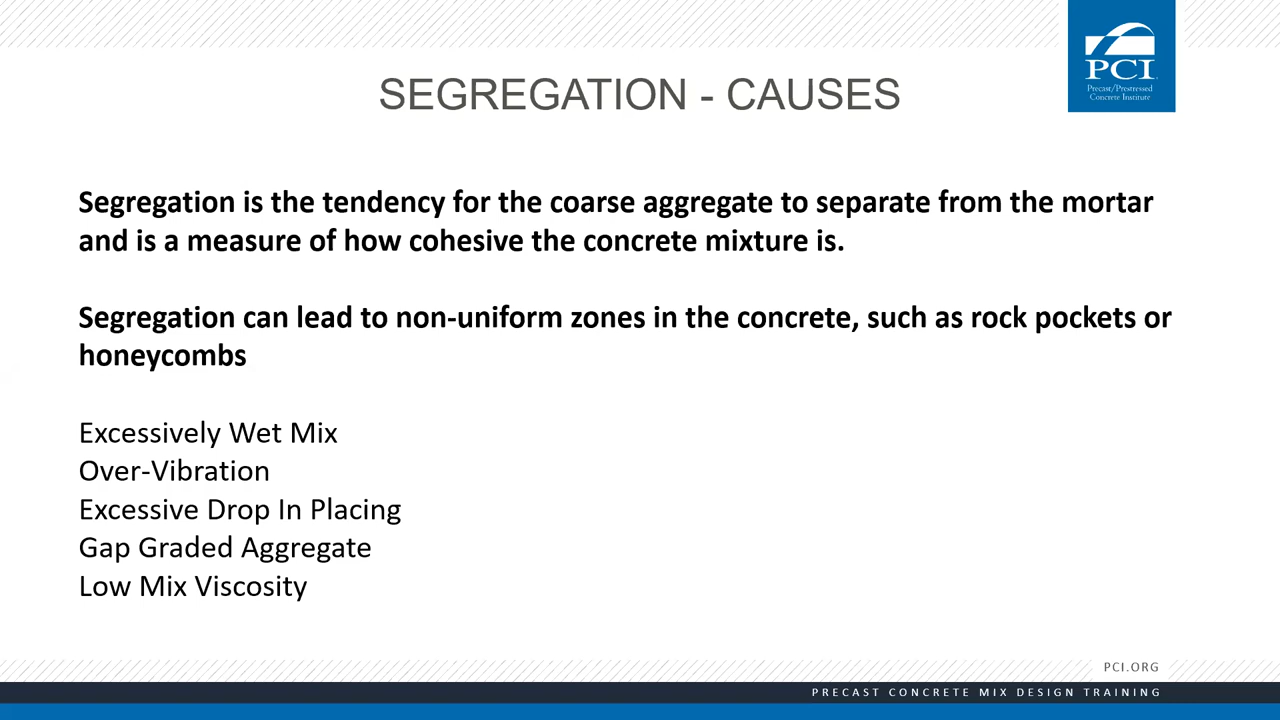 PCI
Precast/Prestressed
Concrete Institute
SEGREGATION - CAUSES
Segregation is the tendency for the coarse aggregate to separate from the mortar
and is a measure of how cohesive the concrete mixture is.
Segregation can lead to non-uniform zones in the concrete, such as rock pockets or
honeycombs
Excessively Wet Mix
Over-Vibration
Excessive Drop In Placing
Gap Graded Aggregate
Low Mix Viscosity
PCI.ORG
PRECAST CONCRETE MIX DESIGN TRAINING